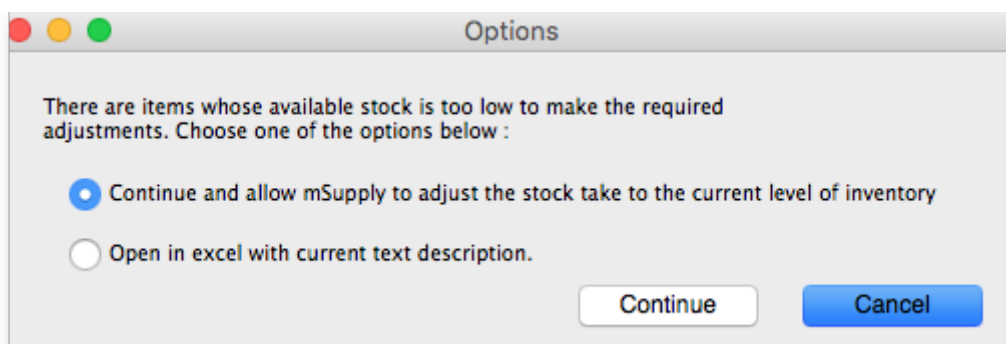 Options
There are items whose available stock is too low to make the required
adjustments. Choose one of the options below :
Continue and allow mSupply to adjust the stock take to the current level of inventory
Open in excel with current text description.
Continue Cancel